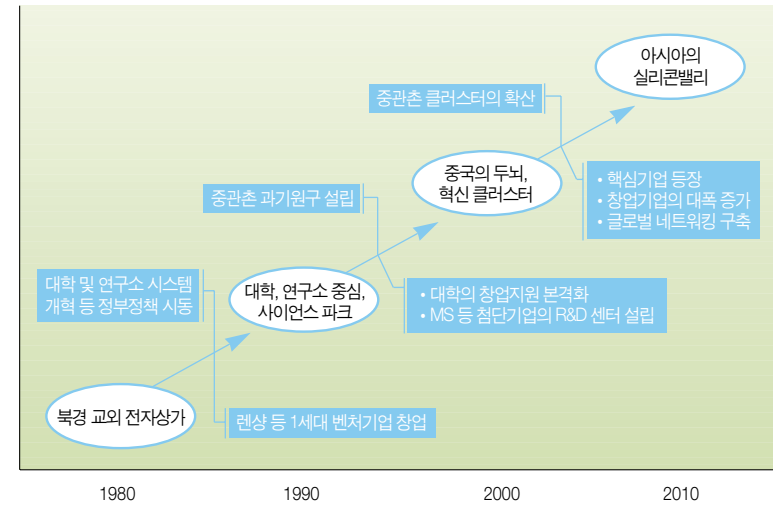 아시아의
실리콘밸리
중관촌 클러스터의 확산
중국의 두뇌,
혁신 클러스터
• 핵심기업 등장
• 창업기업의 대폭 증가
• 글로벌 네트워킹 구축
중관촌 과기원구 설립
대학 및 연구소 시스템
개혁 등 정부정책 시동
대학, 연구소 중심,
사이언스 파크
• 대학의 창업지원 본격화
• MS 등 첨단기업의 R&D 센터 설립
북경 교외 전자상가
렌샹 등 1세대 벤처기업 창업
1980
1990
2000
2010